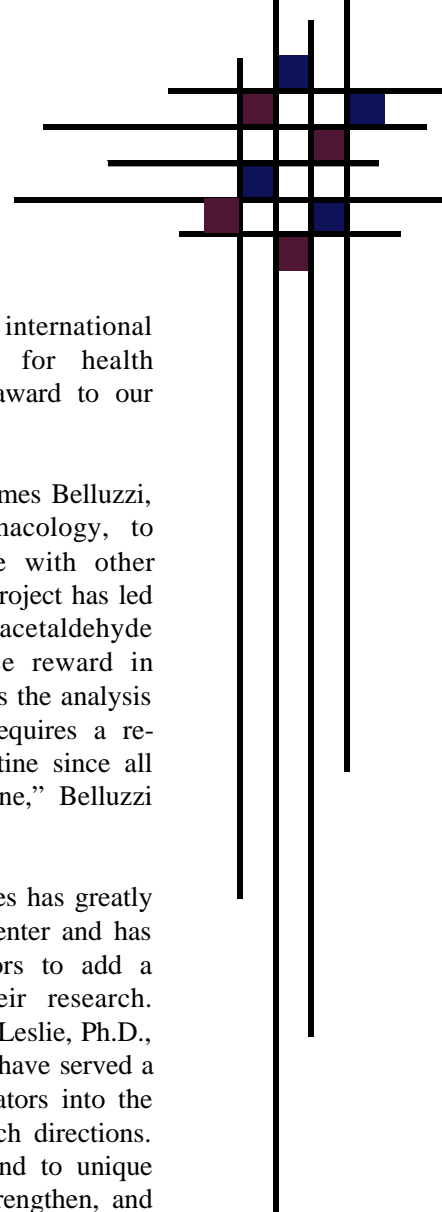 international
for health
award to our
mes Belluzzi,
nacology, to
e with other
roject has led
acetaldehyde
e reward in
s the analysis
equires a re-
tine since all
ne,” Belluzzi
es has greatly
enter and has
ors to add a
eir research.
Leslie, Ph.D.,
have served a
ators into the
ch directions.
nd to unique
rengthen, and